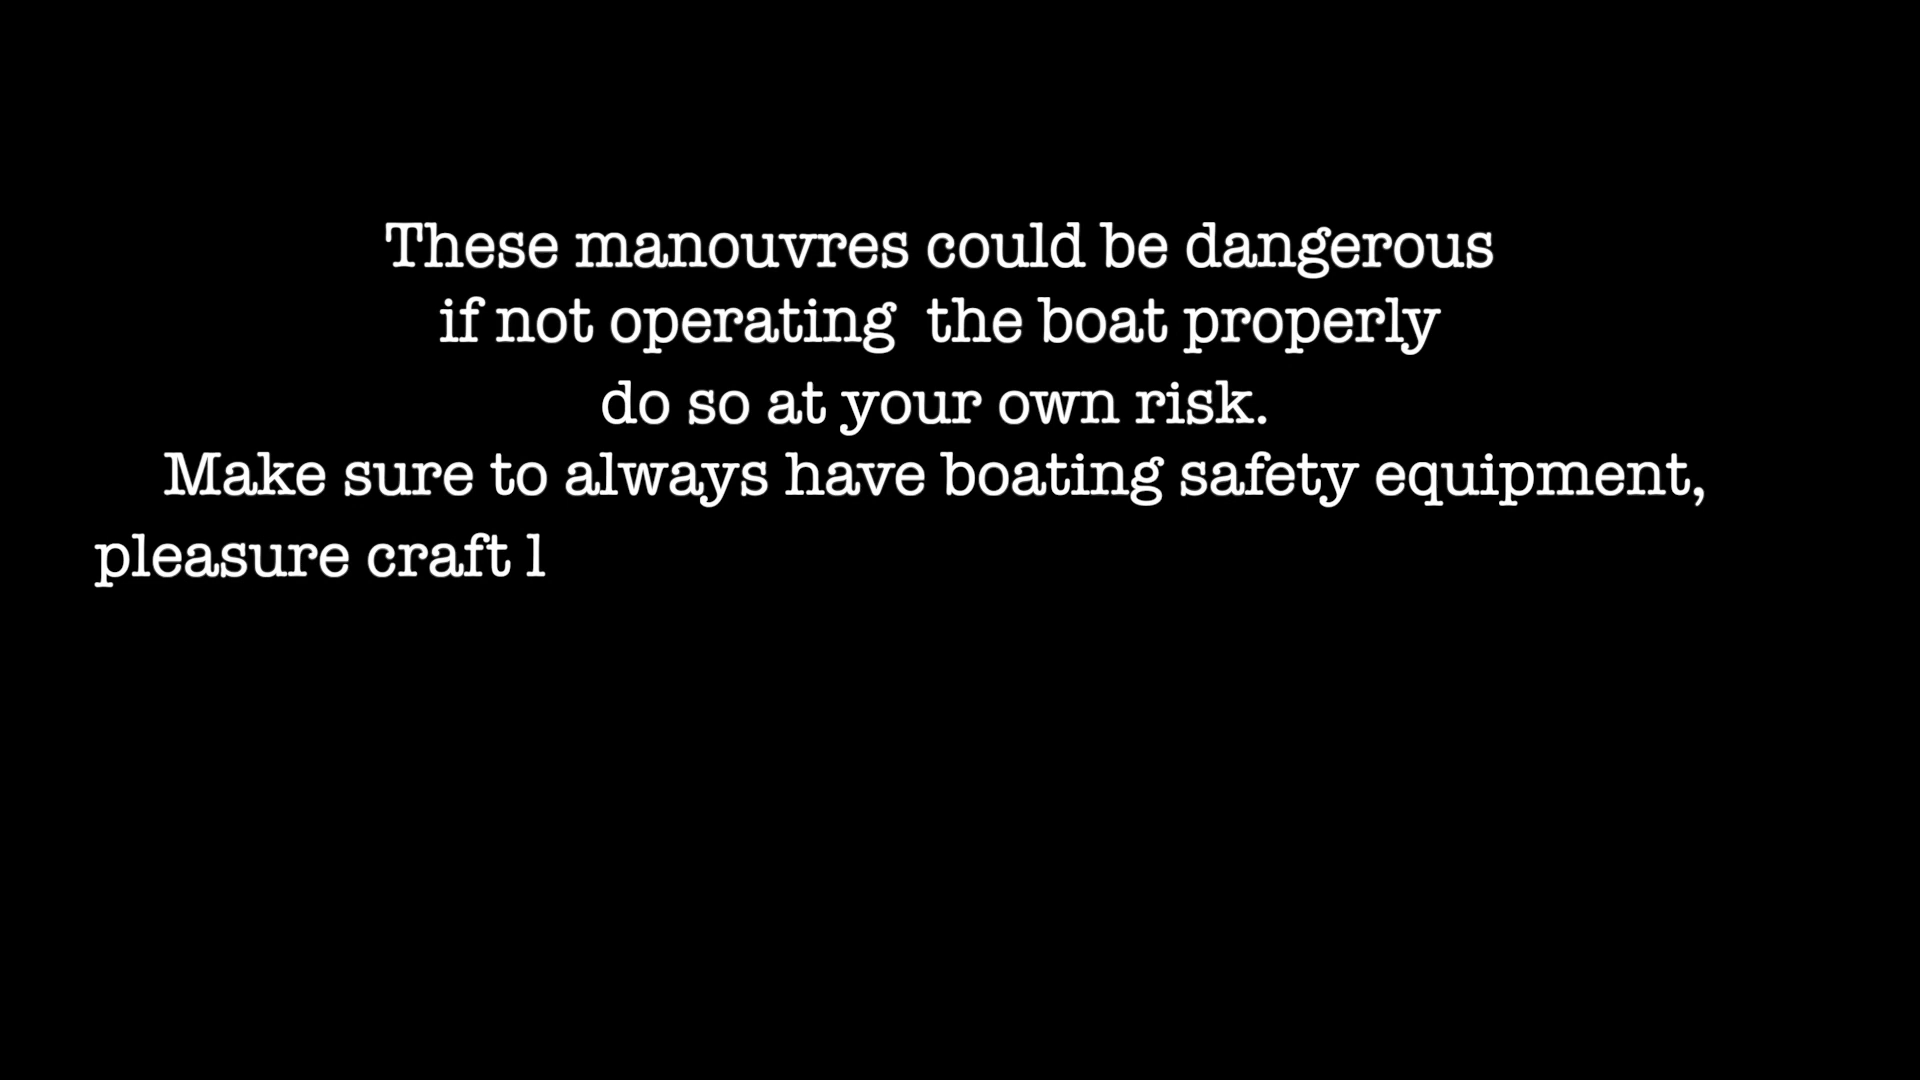 These manouvres could be dangerous
if not operating  the boat properly
do so at your own risk.
Make sure to always have boating safety equipment,
pleasure craft l